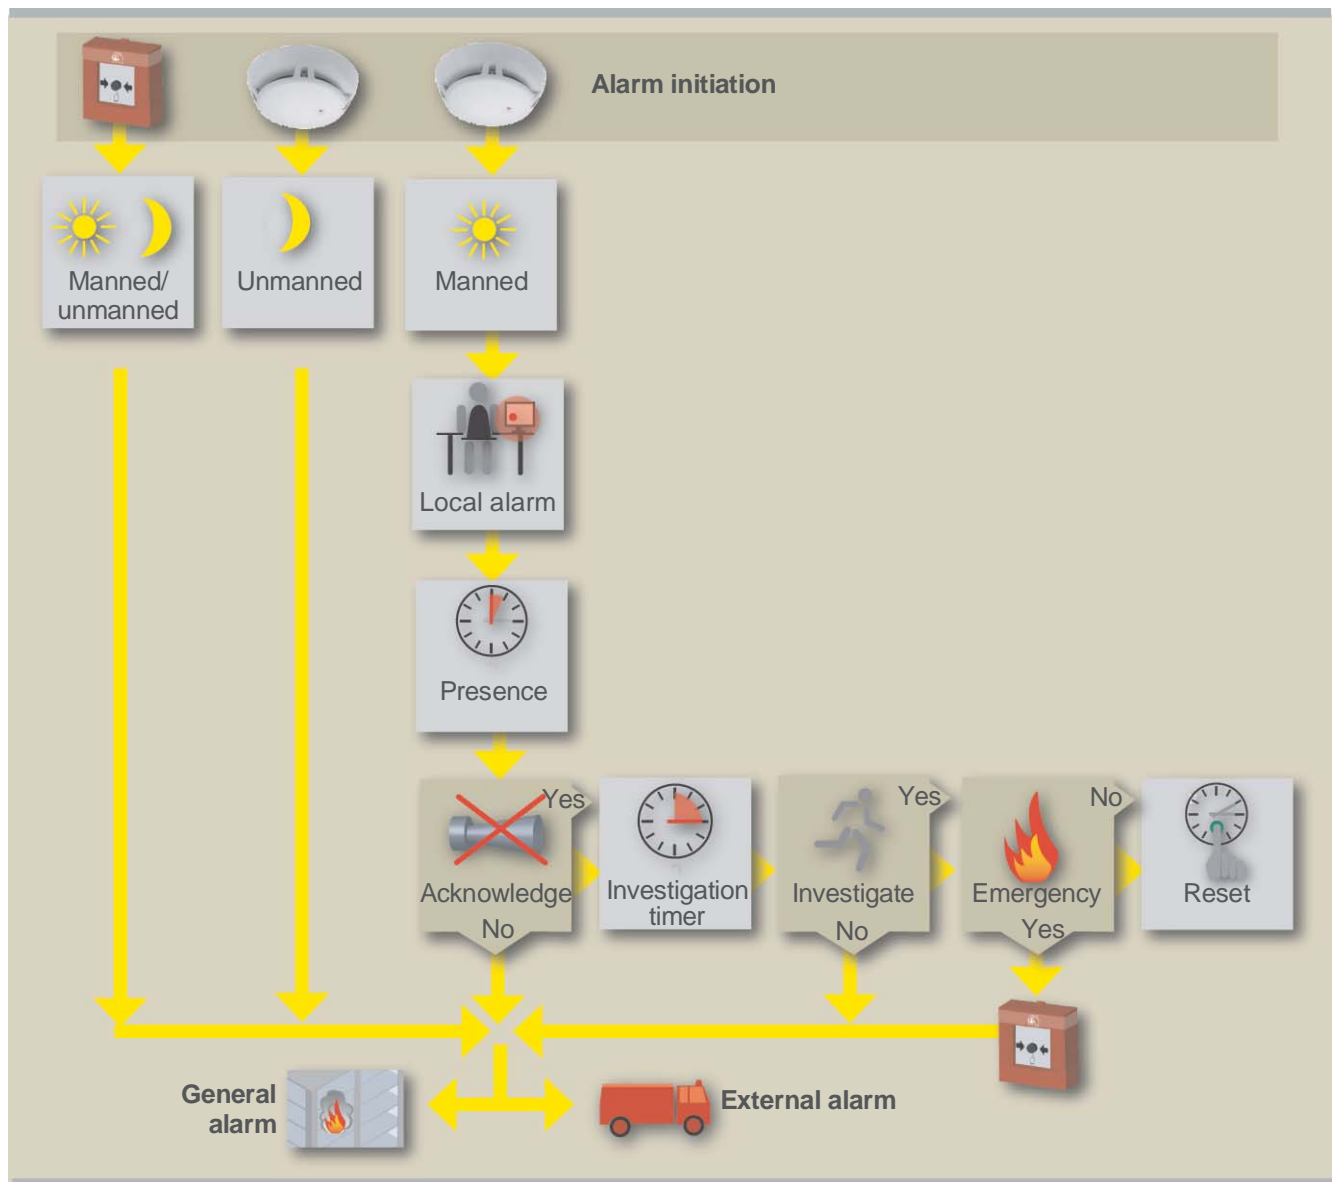 Alarm initiation
Manned/
unmanned
Unmanned
Manned
Local alarm
Presence
Yes
Acknowledge
No
Investigation
timer
Yes
Investigate
No
No
Emergency
Yes
Reset
General
alarm
External alarm